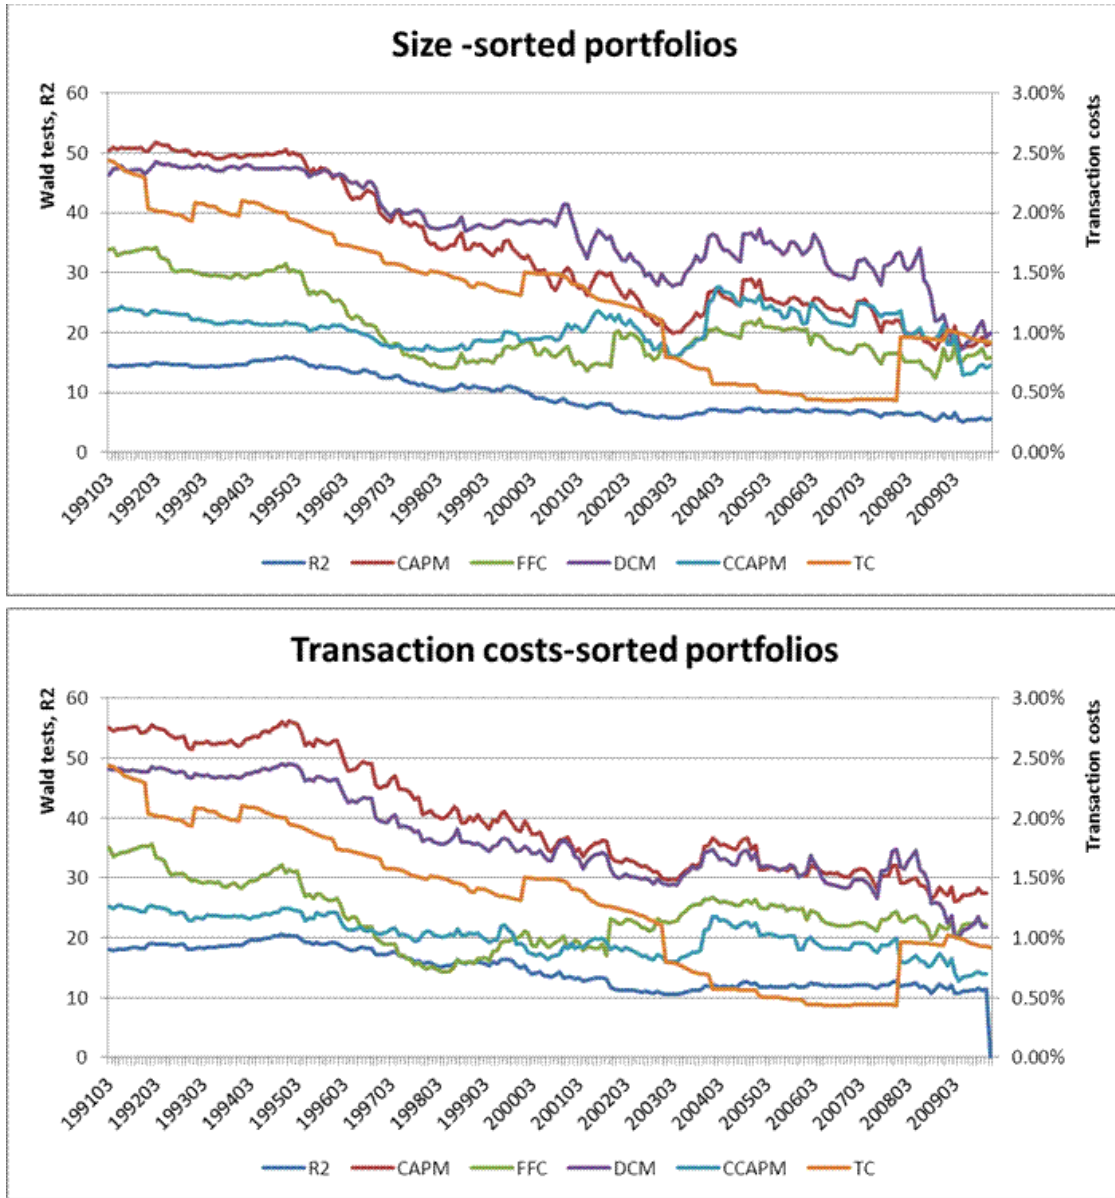 Size -sorted portfolios
Wald tests, R2
Transaction costs
60 3.00%
50 2.50%
40 2.00%
30 1.50%
20 1.00%
10 0.50%
0 0.00%
199103 199203 199303 199403 199503 199603 199703 199803 199903 200003 200103 200203 200303 200403 200503 200603 200703 200803 200903
R2 CAPM FFC DCM CCAPM TC
Transaction costs-sorted portfolios
Wald tests, R2
Transaction costs
60 3.00%
50 2.50%
40 2.00%
30 1.50%
20 1.00%
10 0.50%
0 0.00%
199103 199203 199303 199403 199503 199603 199703 199803 199903 200003 200103 200203 200303 200403 200503 200603 200703 200803 200903
R2 CAPM FFC DCM CCAPM TC